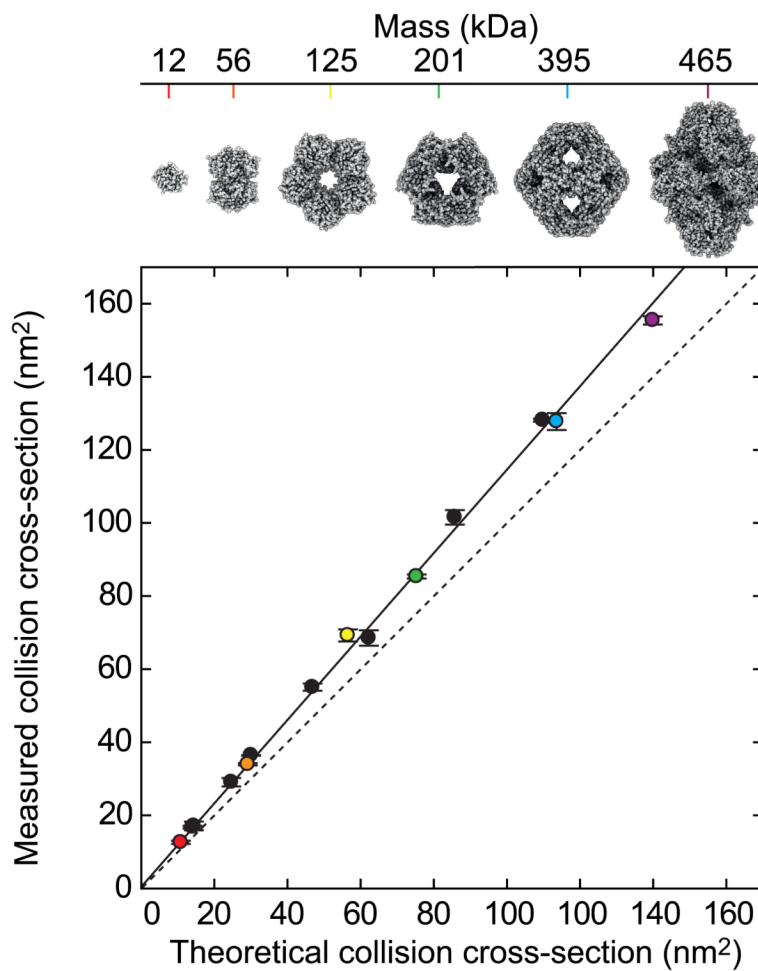 Mass (kDa)
12 56 125 201 395 465
Measured collision cross-section (nm²)
160
140
120
100
80
60
40
20
0
0 20 40 60 80 100 100 140 160
Theoretical collision cross-section (nm²)